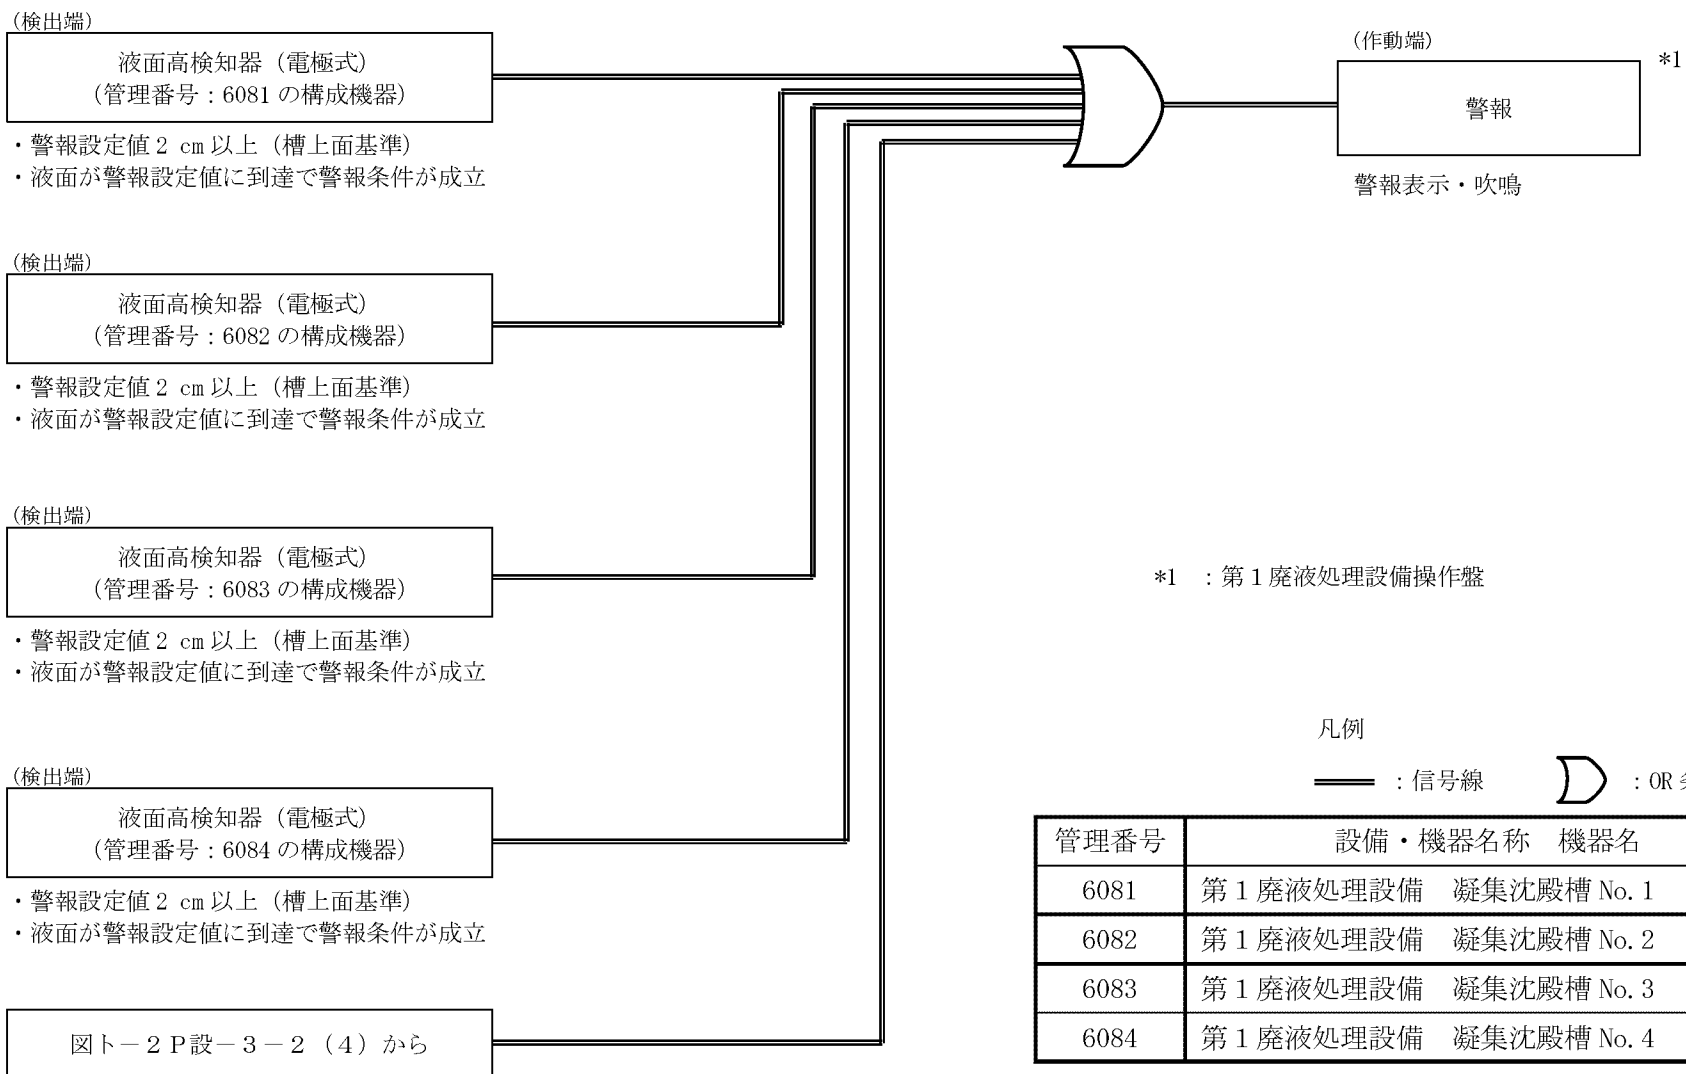 (検出端)
液面高検知器（電極式）
（管理番号：6081 の構成機器）
・警報設定値 2 cm 以上（槽上面基準）
・液面が警報設定値に到達で警報条件が成立
(検出端)
液面高検知器（電極式）
（管理番号：6082 の構成機器）
・警報設定値 2 cm 以上（槽上面基準）
・液面が警報設定値に到達で警報条件が成立
(検出端)
液面高検知器（電極式）
（管理番号：6083 の構成機器）
・警報設定値 2 cm 以上（槽上面基準）
・液面が警報設定値に到達で警報条件が成立
(検出端)
液面高検知器（電極式）
（管理番号：6084 の構成機器）
・警報設定値 2 cm 以上（槽上面基準）
・液面が警報設定値に到達で警報条件が成立
図ト－２Ｐ設－３－２（４）から
(作動端)
*1
警報
警報表示・吹鳴
*1 ：第１廃液処理設備操作盤
凡例
：信号線 ：OR
管理番号 設備・機器名称　機器名
6081 第１廃液処理設備　凝集沈殿槽 No.1
6082 第１廃液処理設備　凝集沈殿槽 No.2
6083 第１廃液処理設備　凝集沈殿槽 No.3
6084 第１廃液処理設備　凝集沈殿槽 No.4